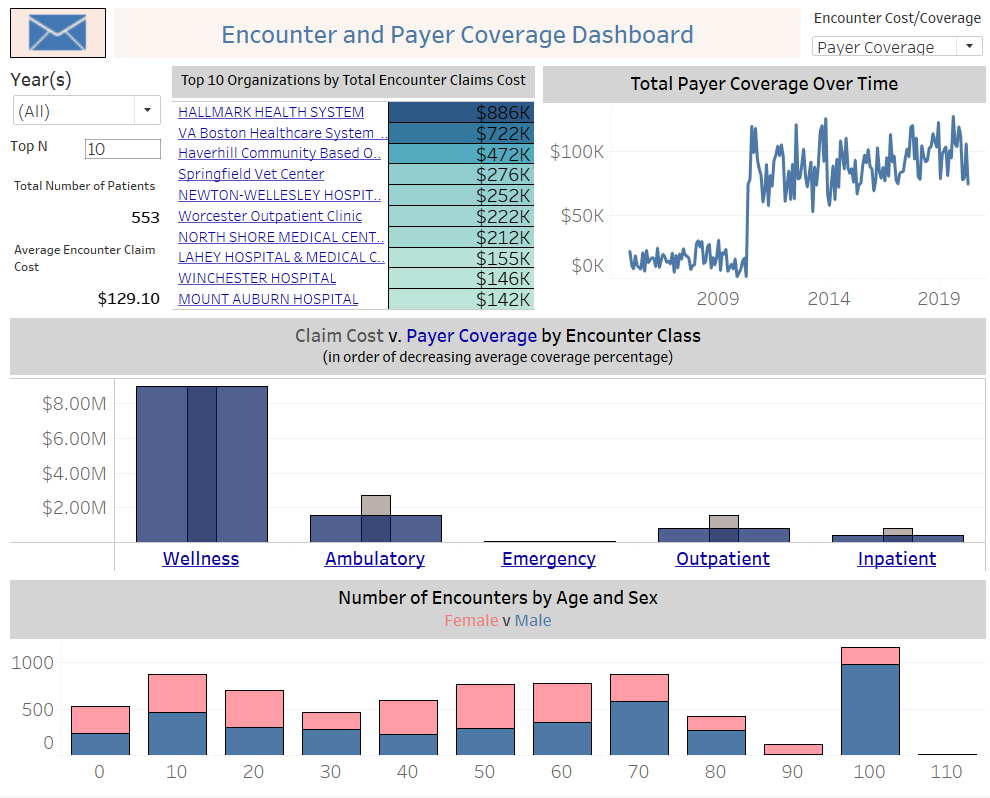 Encounter and Payer Coverage Dashboard
Encounter Cost/Coverage
Payer Coverage
Year(s)
(All)
Top N
10
Total Number of Patients
553
Average Encounter Claim
Cost
$129.10
Top 10 Organizations by Total Encounter Claims Cost
HALLMARK HEALTH SYSTEM $886K
VA Boston Healthcare System .. $722K
Haverhill Community Based O.. $472K
Springfield Vet Center $276K
NEWTON-WELLESLEY HOSPIT.. $252K
Worcester Outpatient Clinic $222K
NORTH SHORE MEDICAL CENT.. $212K
LAHEY HOSPITAL & MEDICAL C.. $155K
WINCHESTER HOSPITAL $146K
MOUNT AUBURN HOSPITAL $142K
Total Payer Coverage Over Time
$100K
$50K
$0K
2009 2014 2019
Claim Cost v. Payer Coverage by Encounter Class
(in order of decreasing average coverage percentage)
$8.00M
$6.00M
$4.00M
$2.00M
Wellness Ambulatory Emergency Outpatient Inpatient
Number of Encounters by Age and Sex
Female v Male
1000
500
0
0 10 20 30 40 50 60 70 80 90 100 110